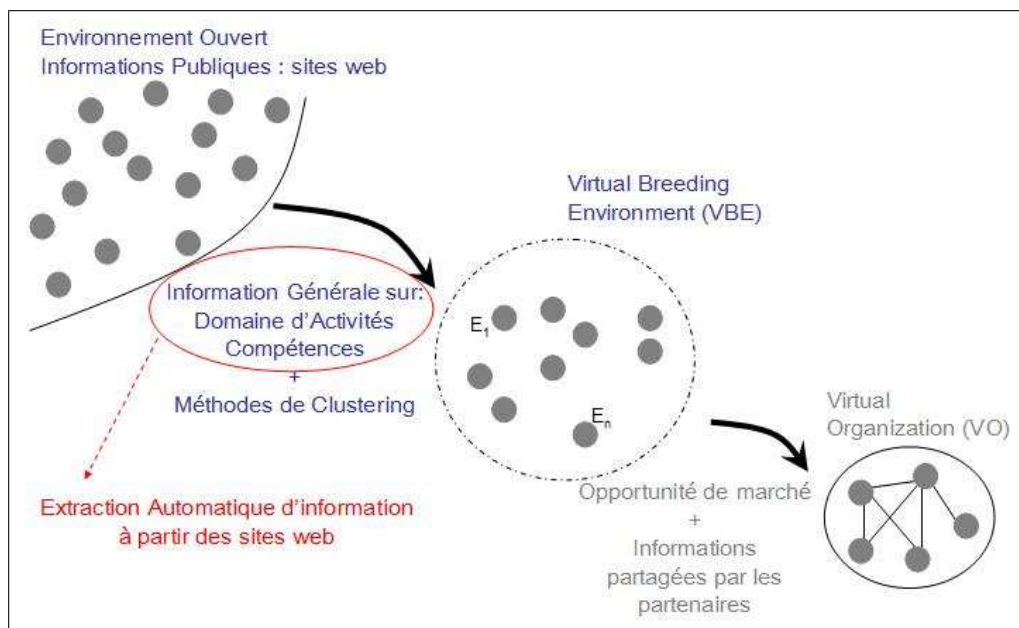 Environnement Ouvert
Informations Publiques : sites web
Virtual Breeding
Environment (VBE)
Information Générale sur:
Domaine d'Activités
Compétences
+
Méthodes de Clustering
E1
En
Extraction Automatique d'information
à partir des sites web
Virtual
Organization (VO)
Opportunité de marché
+
Informations
partagées par les
partenaires